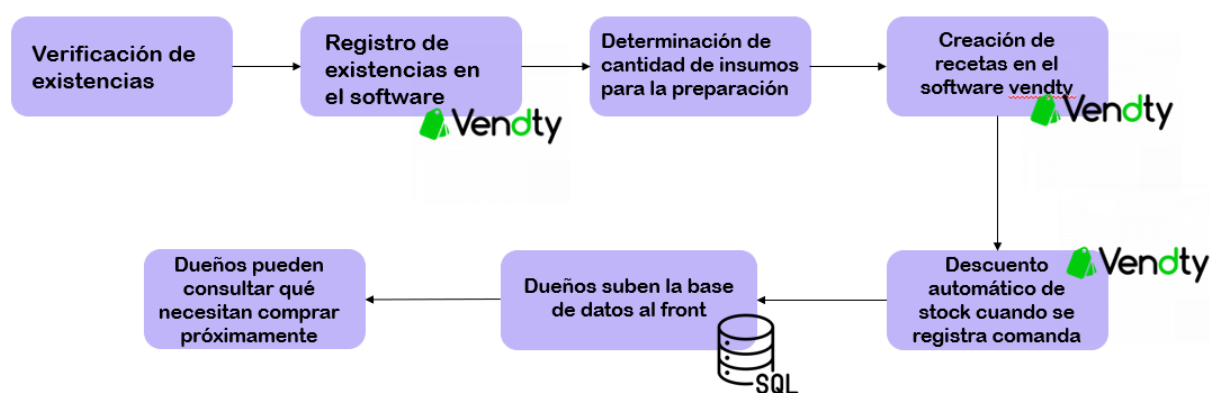 Verificación de
existencias
Registro de
existencias en
el software
Vendty
Determinación de
cantidad de insumos
para la preparación
Creación de
recetas en el
software vendty
Vendty
Vendty
Descuento
automático de
stock cuando se
registra comanda
Dueños suben la base
de datos al front
SQL
Dueños pueden
consultar qué
necesitan comprar
próximamente